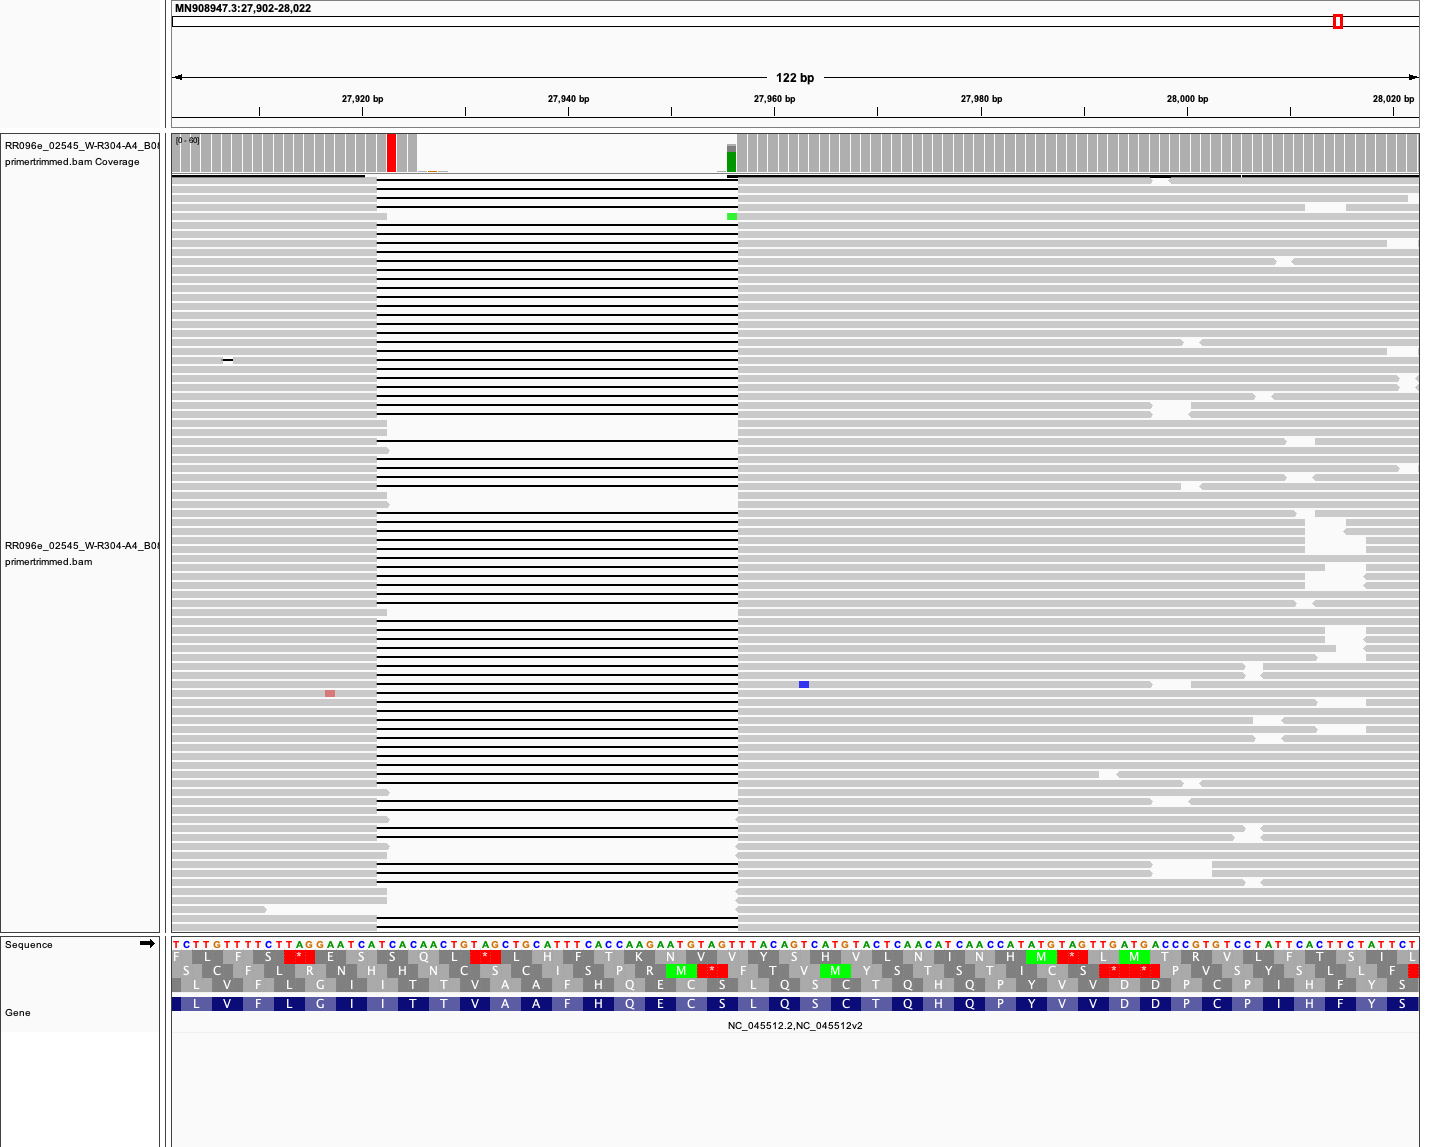 MN908947.3:27,902-28,022
122 bp
27,920 bp 27,940 bp 27,960 bp 27,980 bp 28,000 bp 28,020 bp
RR096e_02545_W-R304-A4_B0
primertrimmed.bam Coverage
[0 - 60]
RR096e_02545_W-R304-A4_B0
primertrimmed.bam
Sequence
TCTTGTTTTCTTAGGAATCATCACAACTGTAGCTGCATTTCACCAAGAATGTAGTTTACAGTCATGTACTCAACATCAACCATATGTAGTTGATGACCCGTGTCCTATTCACTTCTATTCT
F L F S * E S S Q L * L H F T K N V V Y S H V L N I N H M * L M T R V L F T S I L
S C F L R N H H N C S C I S P R M * F T V M Y S T S T I C S * * P V S Y S L L F
L V F L G I I T T V A A F H Q E C S L Q S C T Q H Q P Y V V D D P C P I H F Y S
Gene
L V F L G I I T T V A A F H Q E C S L Q S C T Q H Q P Y V V D D P C P I H F Y S
NC_045512.2,NC_045512v2